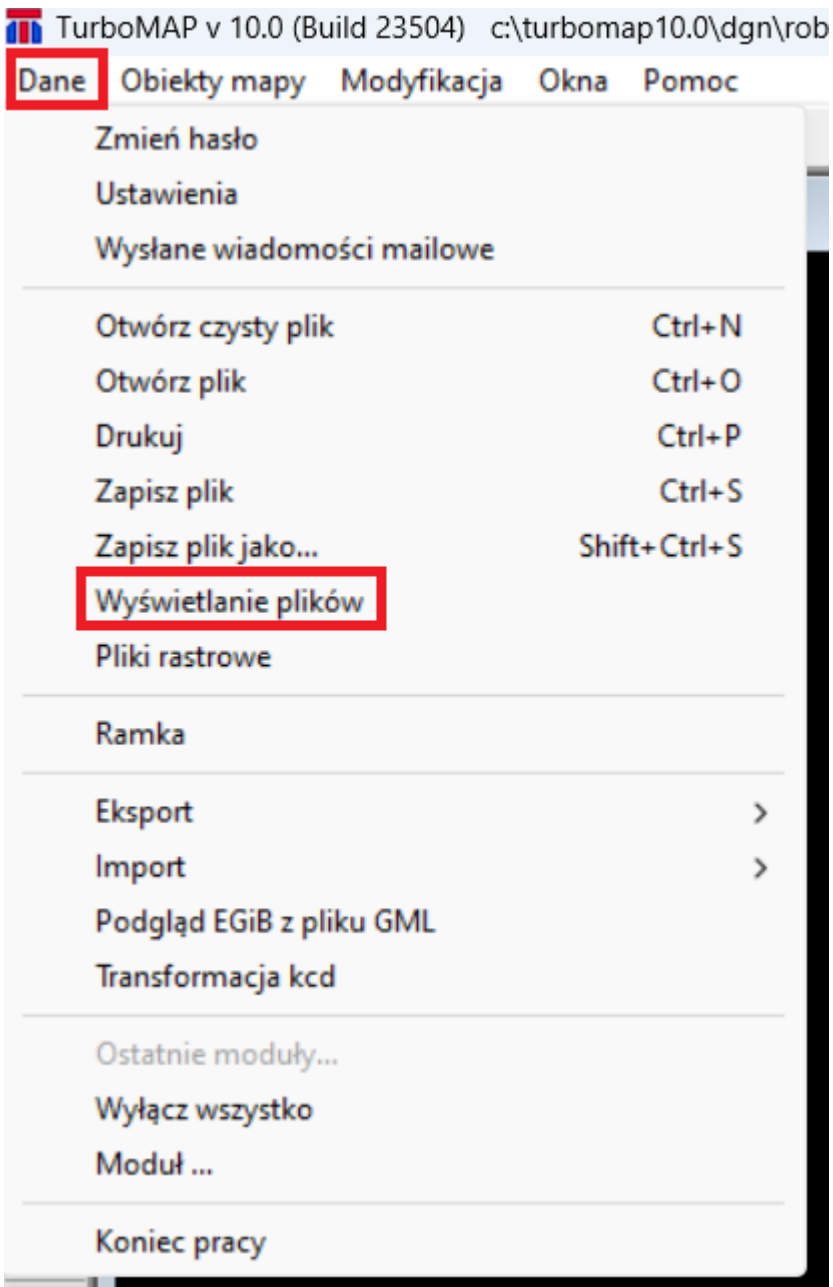 TurboMAP v 10.0 (Build 23504) c:\turbomap10.0\dgn\rob
Dane Obiekty mapy Modyfikacja Okna Pomoc
Zmień hasło
Ustawienia
Wysłane wiadomości mailowe
Otwórz czysty plik Ctrl+N
Otwórz plik Ctrl+O
Drukuj Ctrl+P
Zapisz plik Ctrl+S
Zapisz plik jako... Shift+Ctrl+S
Wyświetlanie plików
Pliki rastrowe
Ramka
Eksport
Import
Podgląd EGiB z pliku GML
Transformacja kcd
Ostatnie moduły...
Wyłącz wszystko
Moduł ...
Koniec pracy